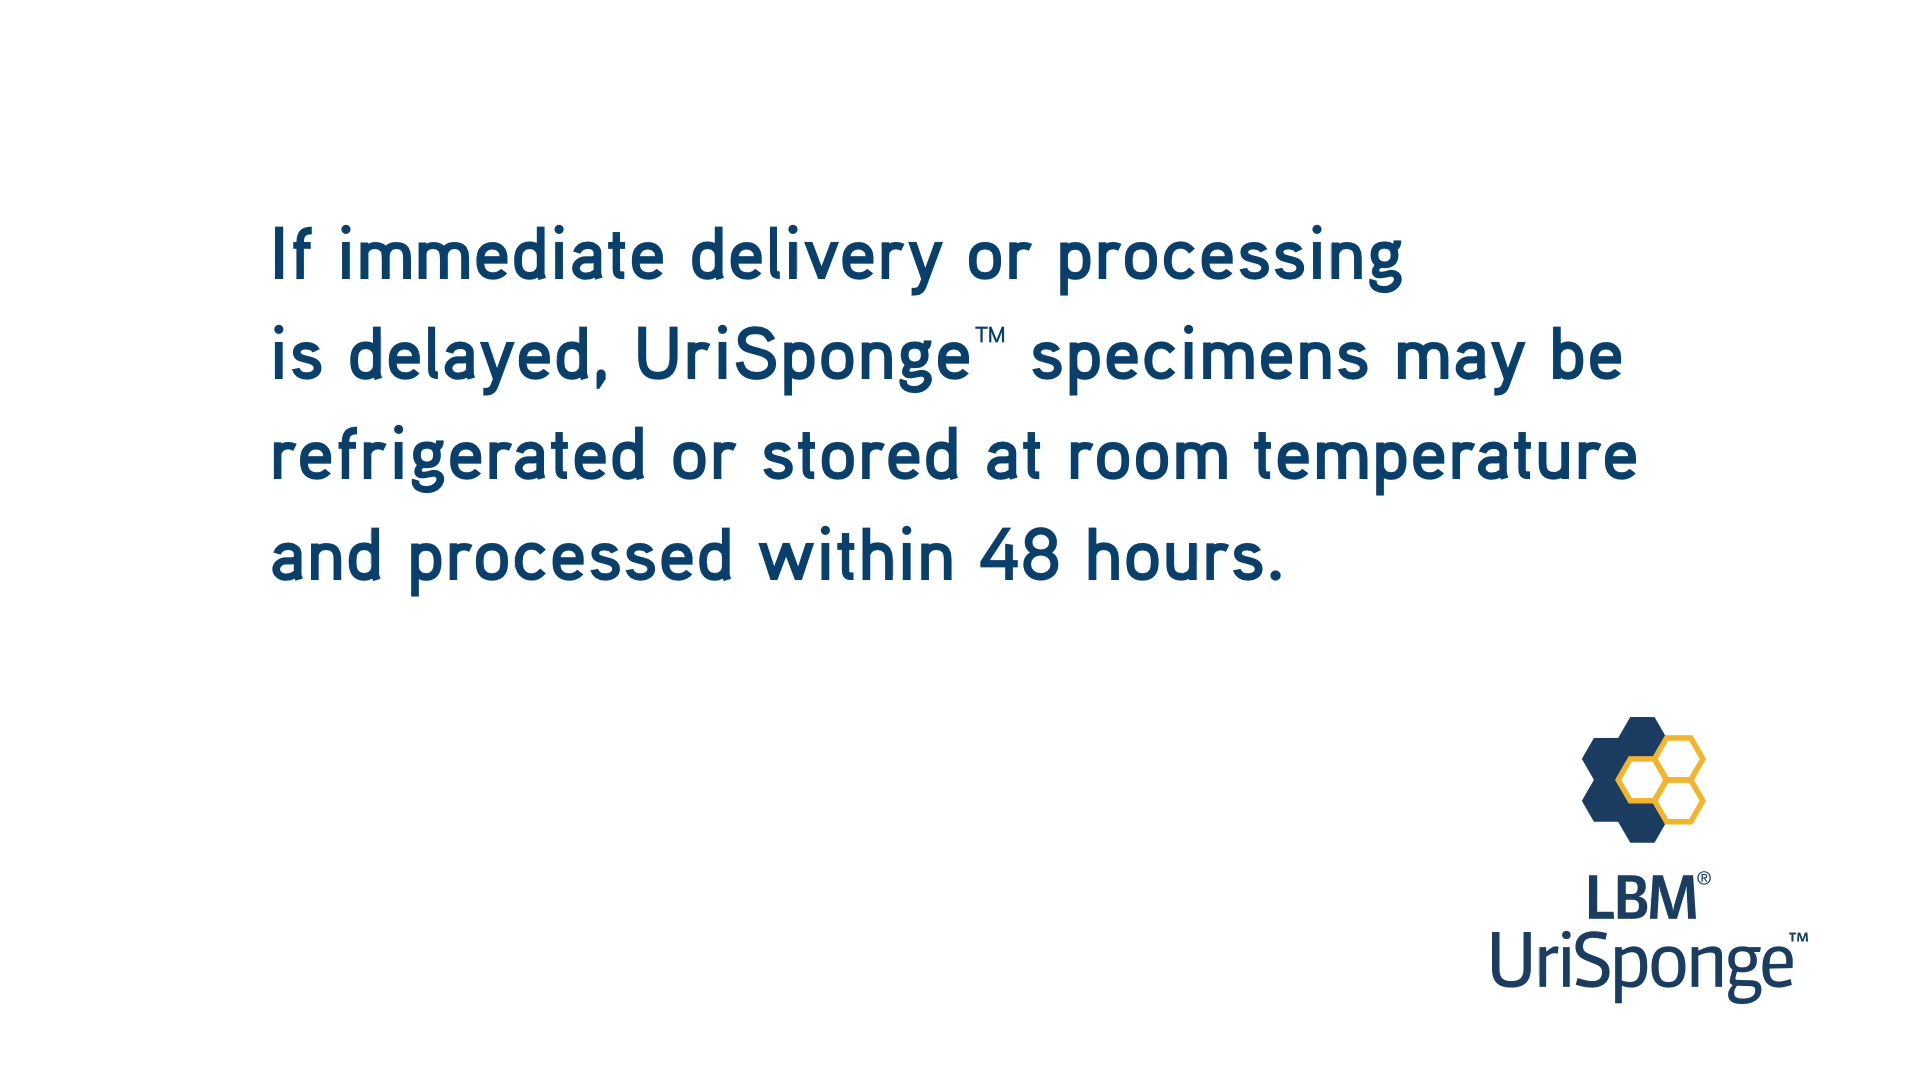 If immediate delivery or processing
is delayed, UriSponge™ specimens may be
refrigerated or stored at room temperature
and processed within 48 hours.
LBM®
UriSponge™